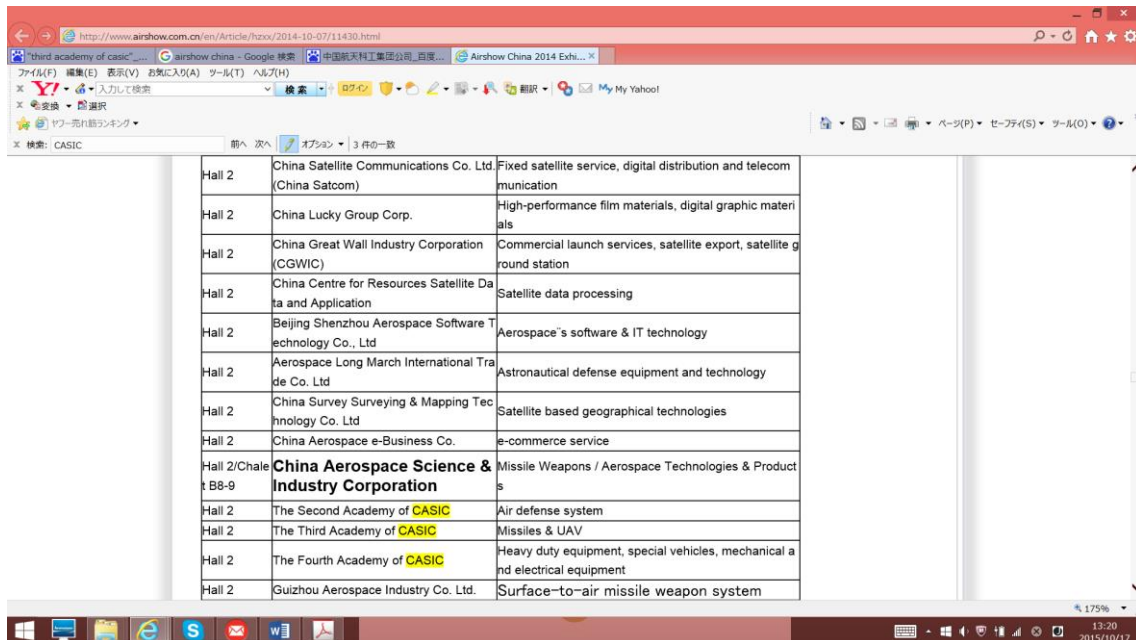 http://www.airshow.com.cn/en/Article/hzxx/2014-10-07/11430.html
"third academy of casic"_...
airshow china - Google 検索
中国航天科工集团公司_百度...
Airshow China 2014 Exhi...
ファイル(F) 編集(E) 表示(V) お気に入り(A) ツール(T) ヘルプ(H)
入力して検索 検索 ログイン 翻訳 My Yahoo!
変換 選択
ヤフー売れ筋ランキング
ページ(P) セーフティ(S) ツール(O)
検索: CASIC 前へ 次へ オプション 3 件の一致
Hall 2
China Satellite Communications Co. Ltd.
(China Satcom)
Fixed satellite service, digital distribution and telecom
munication
Hall 2
China Lucky Group Corp.
High-performance film materials, digital graphic materi
als
Hall 2
China Great Wall Industry Corporation
(CGWIC)
Commercial launch services, satellite export, satellite g
round station
Hall 2
China Centre for Resources Satellite Da
ta and Application
Satellite data processing
Hall 2
Beijing Shenzhou Aerospace Software T
echnology Co., Ltd
Aerospace¨s software & IT technology
Hall 2
Aerospace Long March International Tra
de Co. Ltd
Astronautical defense equipment and technology
Hall 2
China Survey Surveying & Mapping Tec
hnology Co. Ltd
Satellite based geographical technologies
Hall 2
China Aerospace e-Business Co.
e-commerce service
Hall 2/Chale
t B8-9
China Aerospace Science &
Industry Corporation
Missile Weapons / Aerospace Technologies & Product
s
Hall 2
The Second Academy of CASIC
Air defense system
Hall 2
The Third Academy of CASIC
Missiles & UAV
Hall 2
The Fourth Academy of CASIC
Heavy duty equipment, special vehicles, mechanical a
nd electrical equipment
Hall 2
Guizhou Aerospace Industry Co. Ltd.
Surface-to-air missile weapon system
175%
13:20
2015/10/17